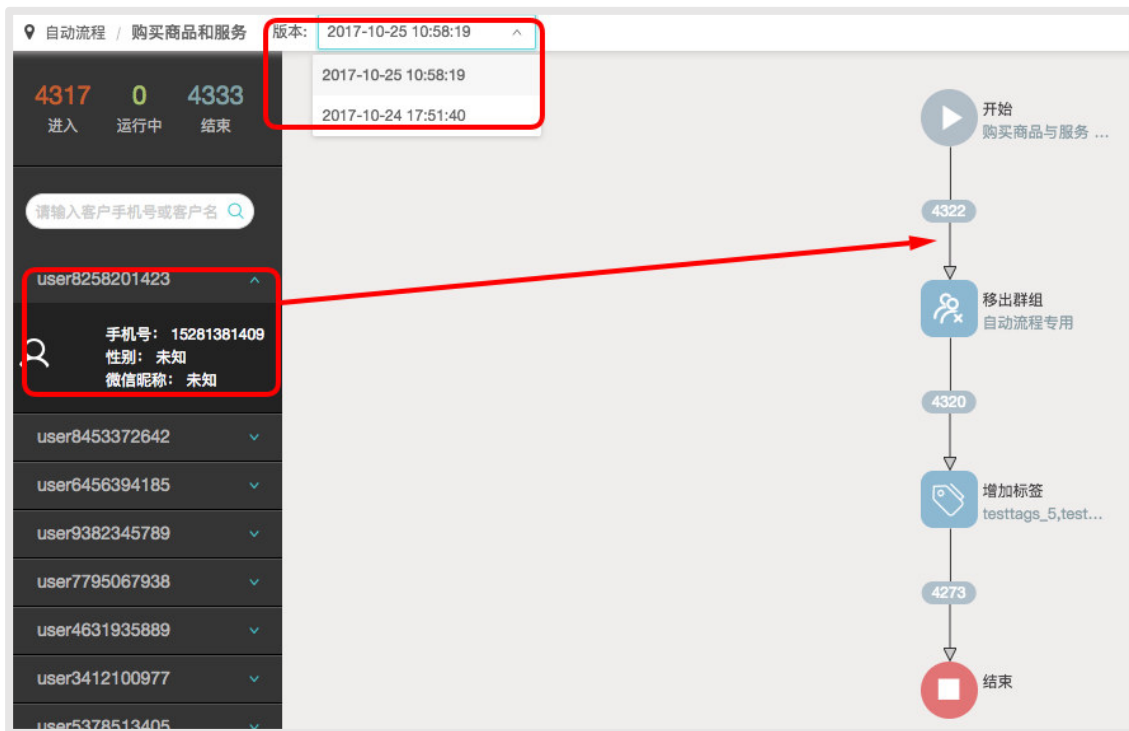 自动流程 / 购买商品和服务 版本: 2017-10-25 10:58:19
2017-10-25 10:58:19
2017-10-24 17:51:40
4317 0 4333
进入 运行中 结束
请输入客户手机号或客户名
user8258201423
手机号: 15281381409
性别: 未知
微信昵称: 未知
user8453372642
user6456394185
user9382345789
user7795067938
user4631935889
user3412100977
user5378513405
开始
购买商品与服务 ...
4322
移出群组
自动流程专用
4320
增加标签
testtags_5,test...
4273
结束